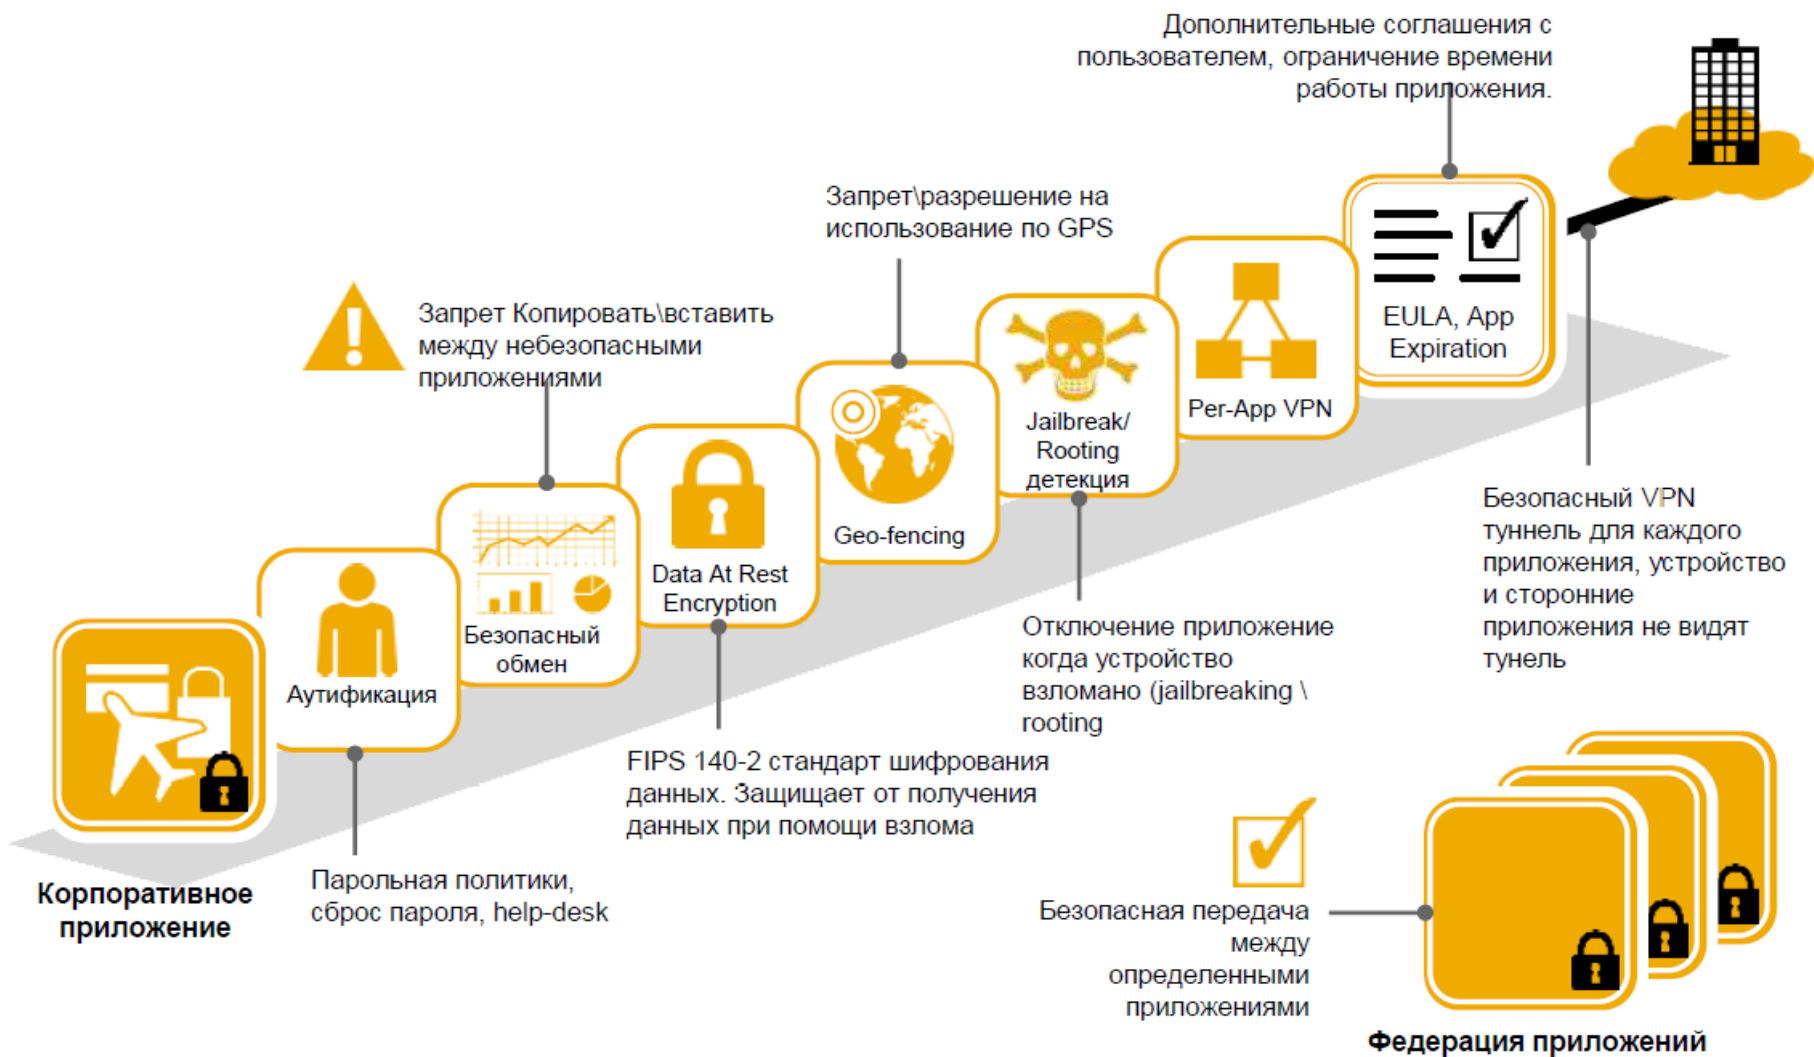 Дополнительные соглашения с
пользователем, ограничение времени
работы приложения.
Запрет\разрешение на
использование по GPS
Запрет Копировать\вставить
между небезопасными
приложениями
EULA, App
Expiration
Per-App VPN
Jailbreak/
Rooting
детекция
Geo-fencing
Data At Rest
Encryption
Безопасный
обмен
Аутификация
Безопасный VPN
туннель для каждого
приложения, устройство
и сторонние
приложения не видят
тунель
Отключение приложение
когда устройство
взломано (jailbreaking \
rooting
FIPS 140-2 стандарт шифрования
данных. Защищает от получения
данных при помощи взлома
Парольная политики,
сброс пароля, help-desk
Корпоративное
приложение
Безопасная передача
между
определенными
приложениями
Федерация приложений